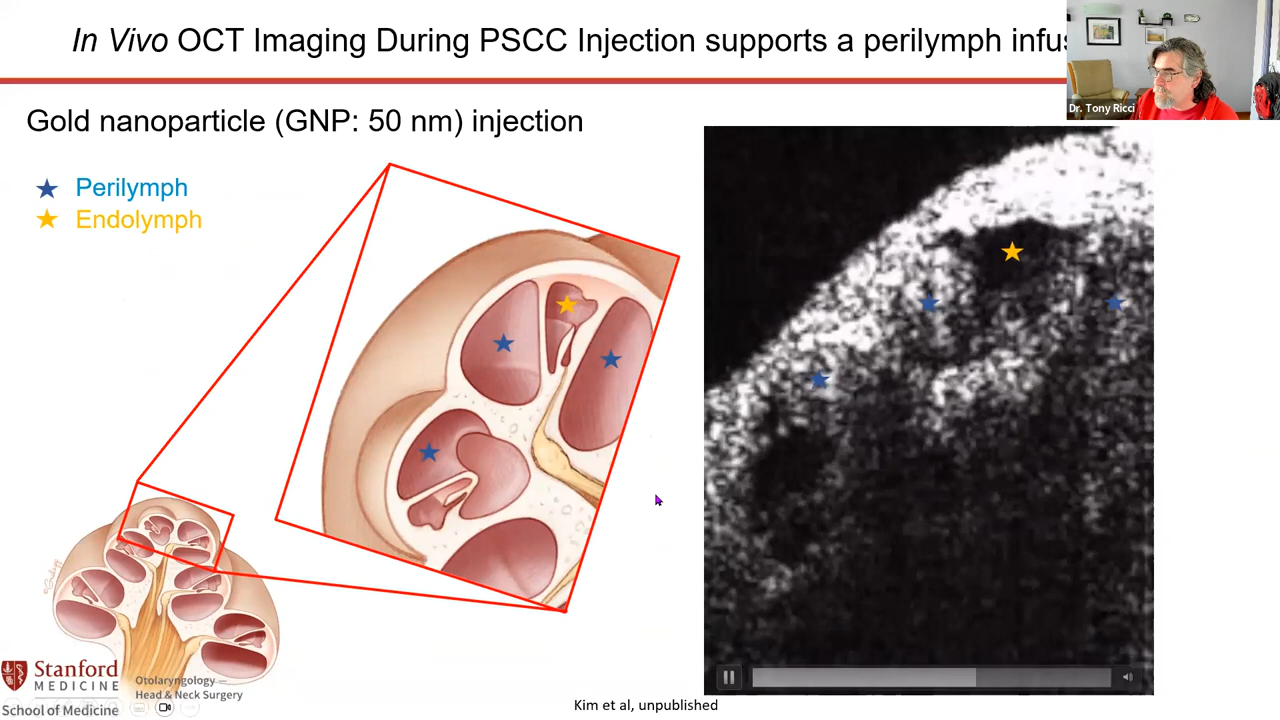 In Vivo OCT Imaging During PSCC Injection supports a perilymph infus
Dr. Tony Ricci
Gold nanoparticle (GNP: 50 nm) injection
Perilymph
Endolymph
Stanford
MEDICINE
School of Medicine
Otolaryngology —
Head & Neck Surgery
Kim et al, unpublished